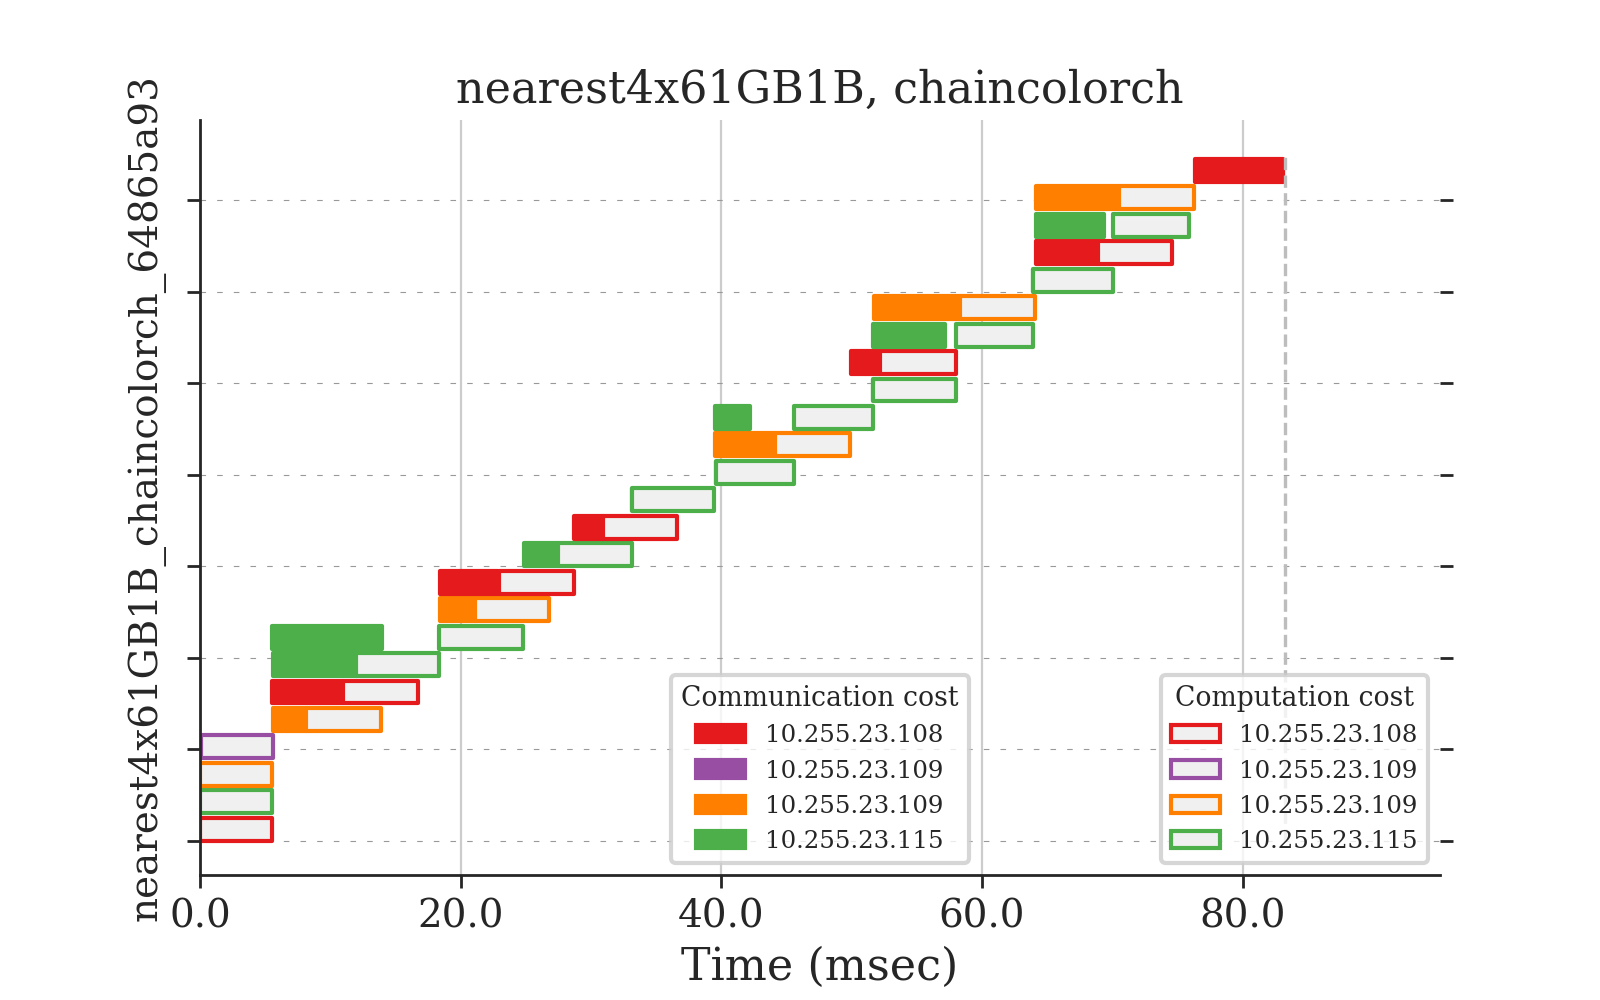 nearest4x61GB1B, chaincolorch
nearest4x61GB1B_chaincolorch_64865a93
Communication cost
10.255.23.108
10.255.23.109
10.255.23.109
10.255.23.115
Computation cost
10.255.23.108
10.255.23.109
10.255.23.109
10.255.23.115
0.0 20.0 40.0 60.0 80.0
Time (msec)